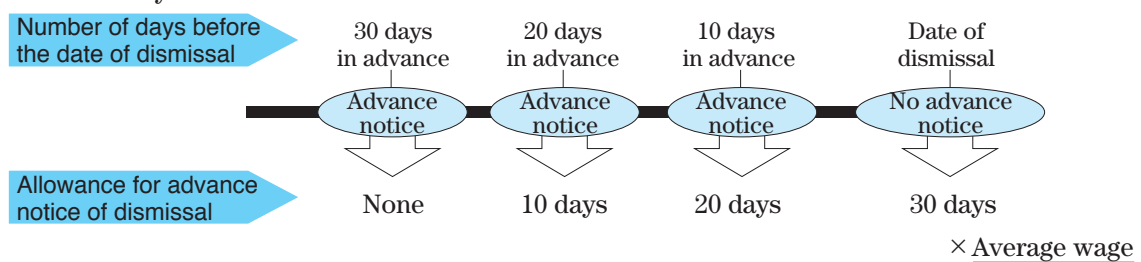 Number of days before
the date of dismissal
30 days
in advance
20 days
in advance
10 days
in advance
Date of
dismissal
Advance
notice
Advance
notice
Advance
notice
No advance
notice
Allowance for advance
notice of dismissal
None
10 days
20 days
30 days
× Average wage